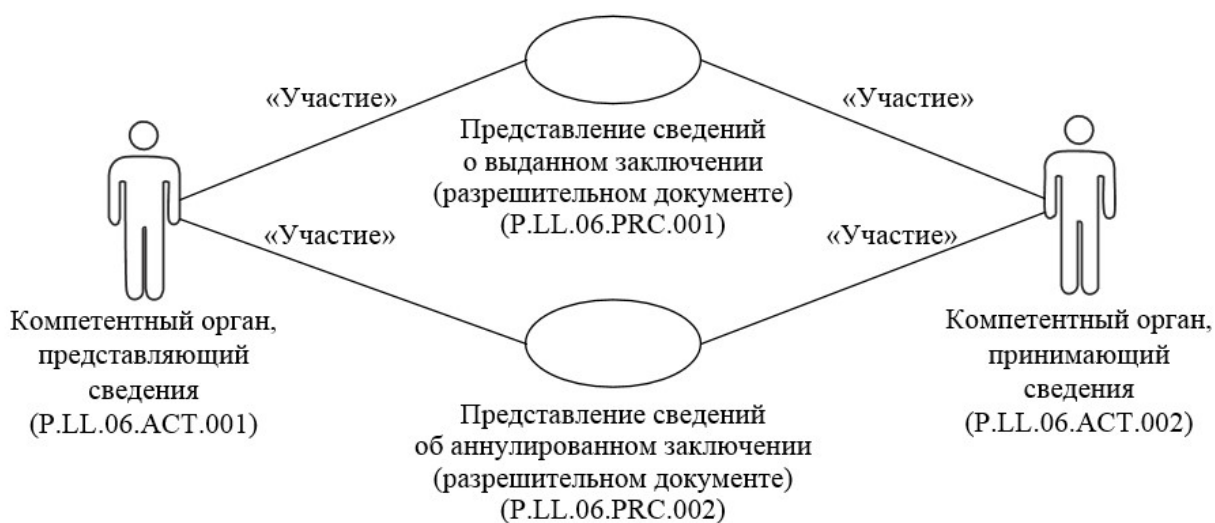 «Участие»
«Участие»
Представление сведений
о выданном заключении
(разрешительном документе)
(P.LL.06.PRC.001)
«Участие»
«Участие»
Компетентный орган,
представляющий
сведения
(P.LL.06.ACT.001)
Компетентный орган,
принимающий
сведения
(P.LL.06.ACT.002)
Представление сведений
об аннулированном заключении
(разрешительном документе)
(P.LL.06.PRC.002)